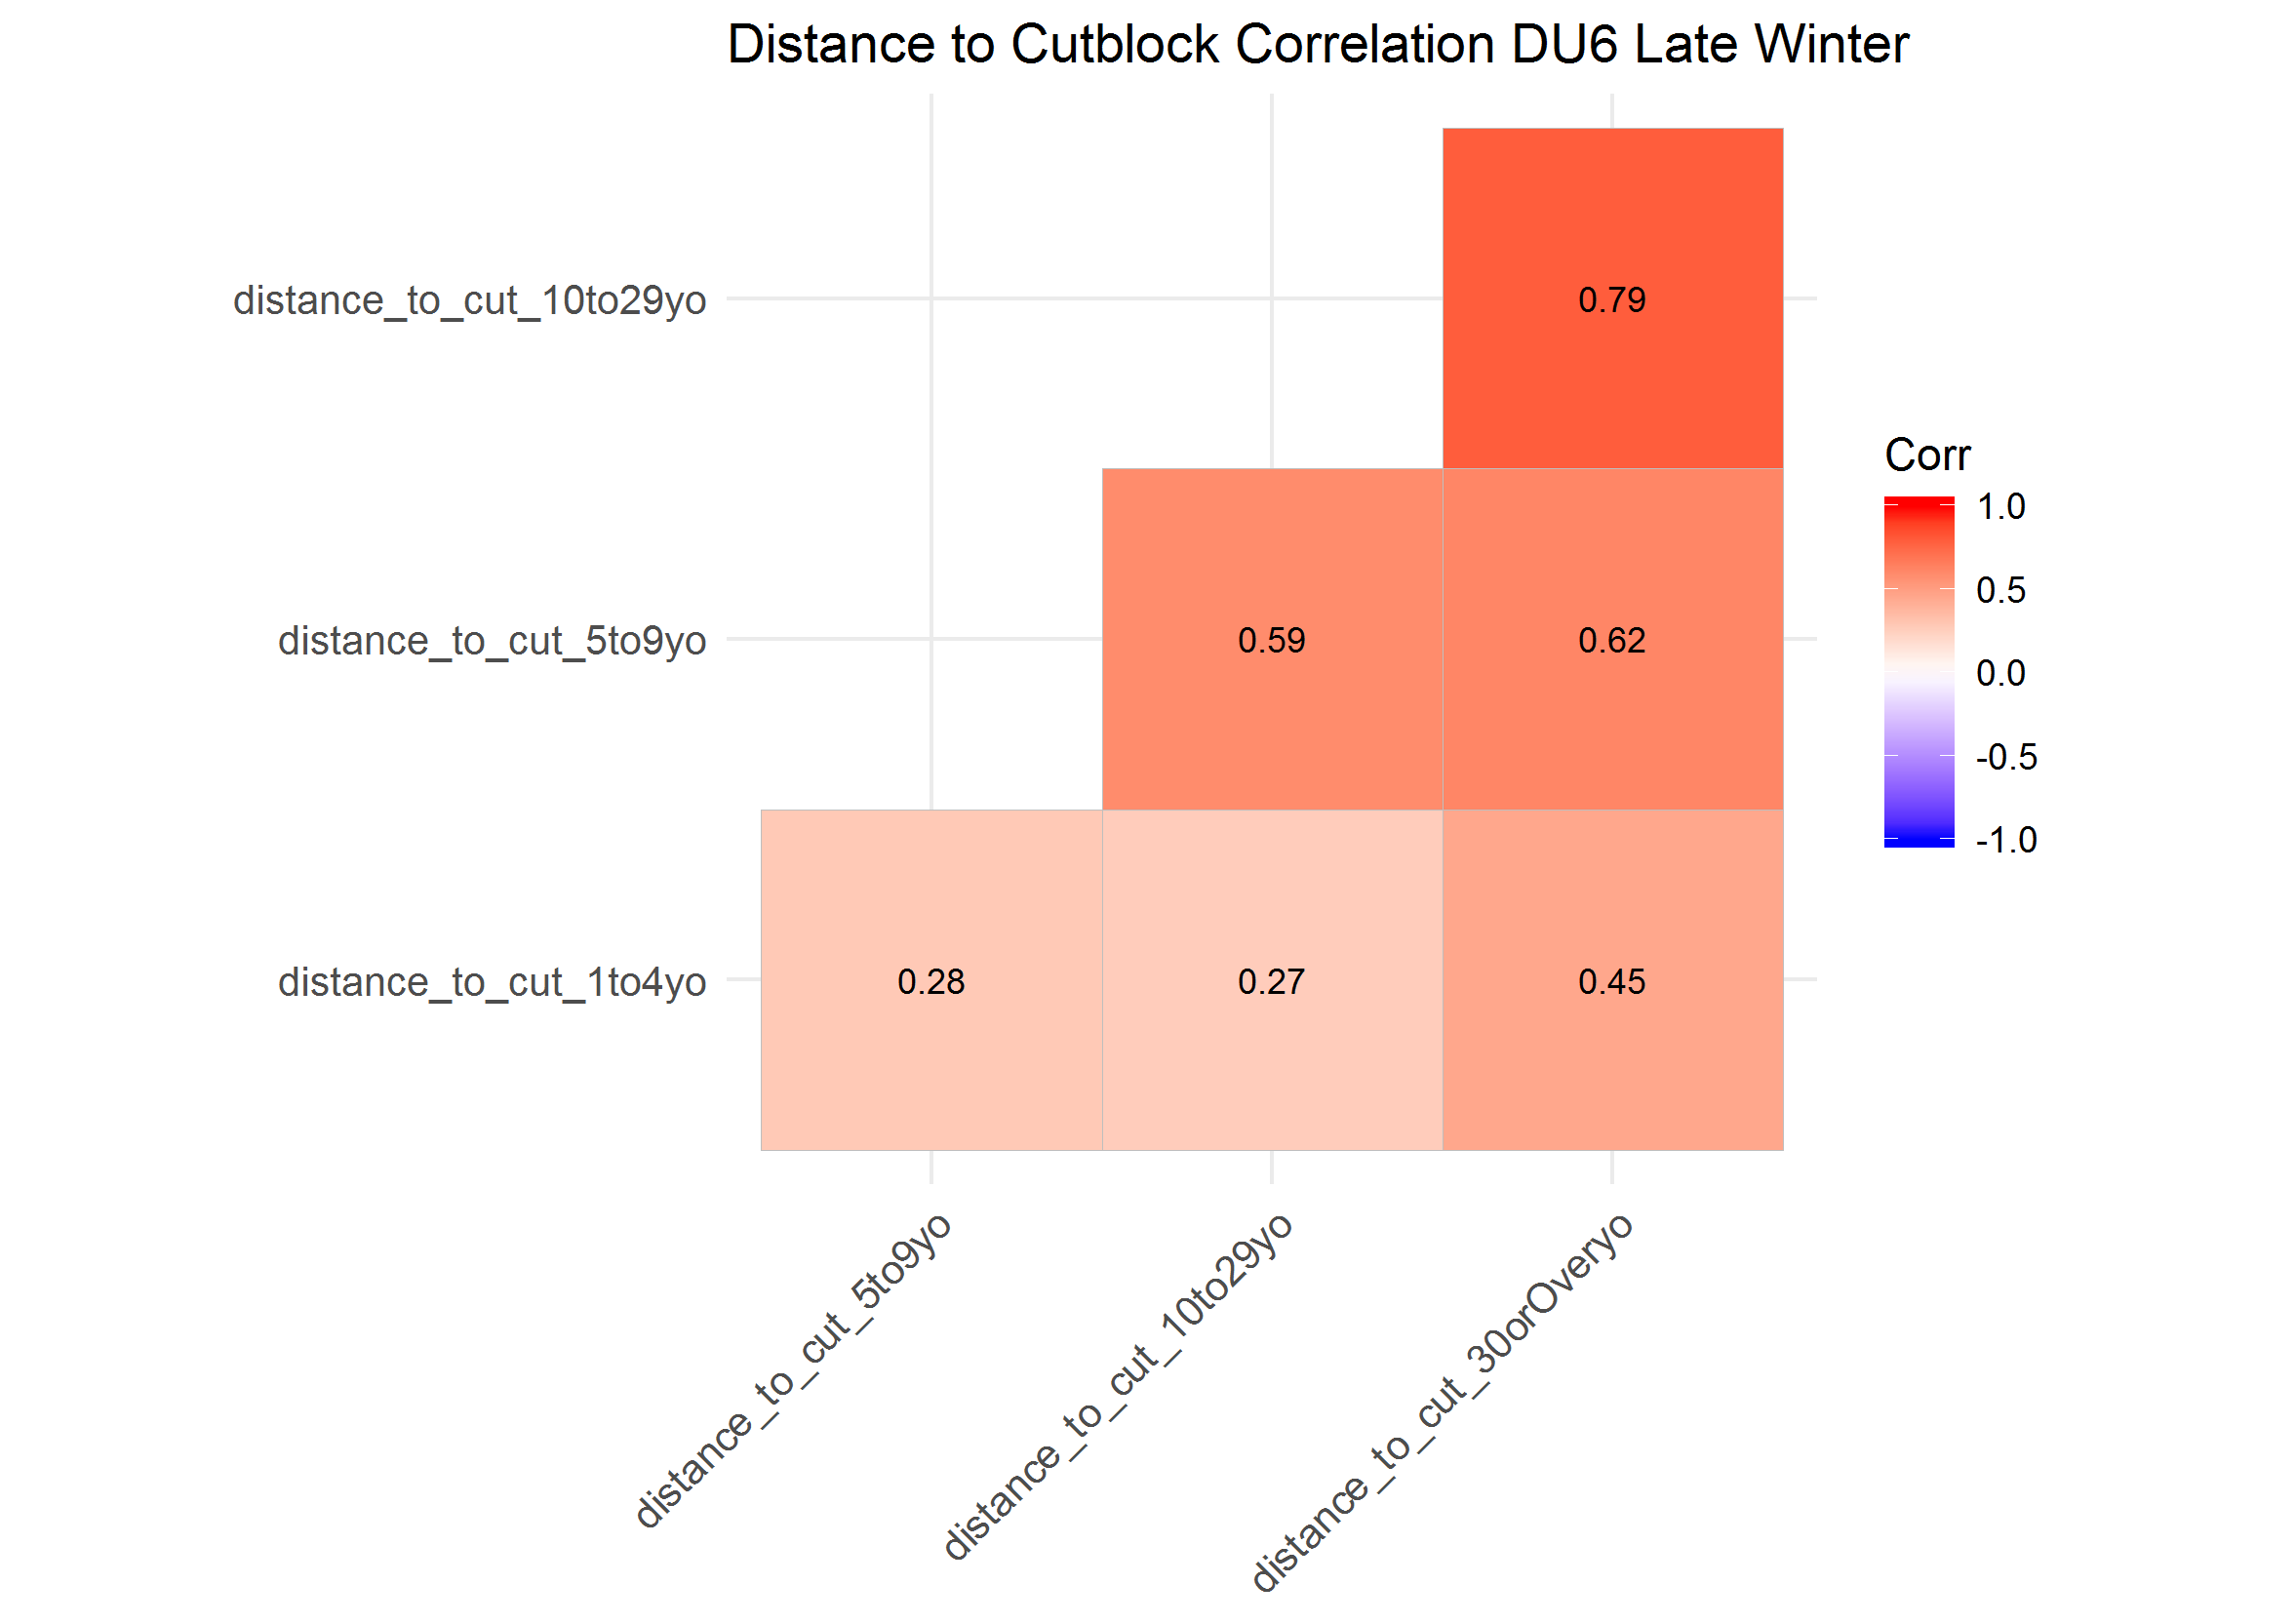 Distance to Cutblock Correlation DU6 Late Winter
distance_to_cut_10to29yo
0.79
distance_to_cut_5to9yo
0.59
0.62
distance_to_cut_1to4yo
0.28
0.27
0.45
distance_to_cut_5to9yo
distance_to_cut_10to29yo
distance_to_cut_30orOveryo
Corr
1.0
0.5
0.0
-0.5
-1.0